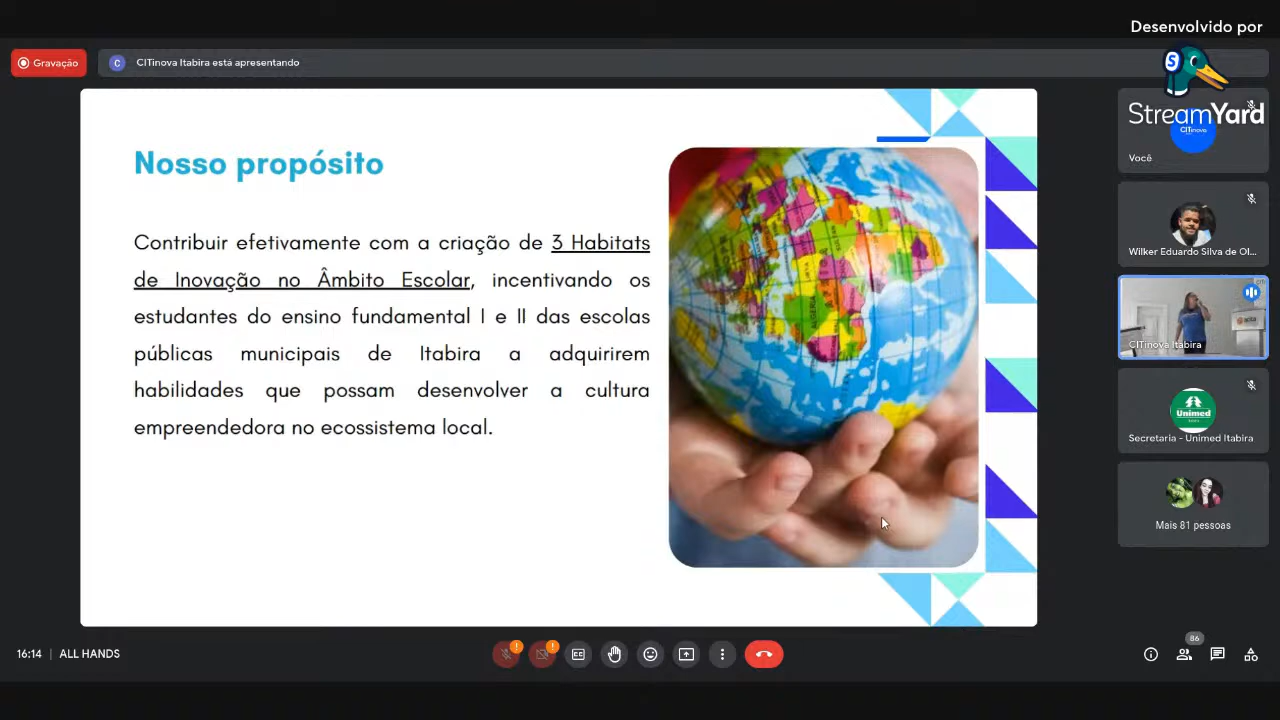 Desenvolvido por
Gravação
C
CITinova Itabira está apresentando
S
StreamYard
CITinova
Você
Nosso propósito
Contribuir efetivamente com a criação de 3 Habitats
de Inovação no Âmbito Escolar, incentivando os
estudantes do ensino fundamental I e II das escolas
públicas municipais de Itabira a adquirirem
habilidades que possam desenvolver a cultura
empreendedora no ecossistema local.
Wilker Eduardo Silva de Ol...
CITinova Itabira
Unimed
Secretaria - Unimed Itabira
Mais 81 pessoas
16:14 | ALL HANDS
CC
86